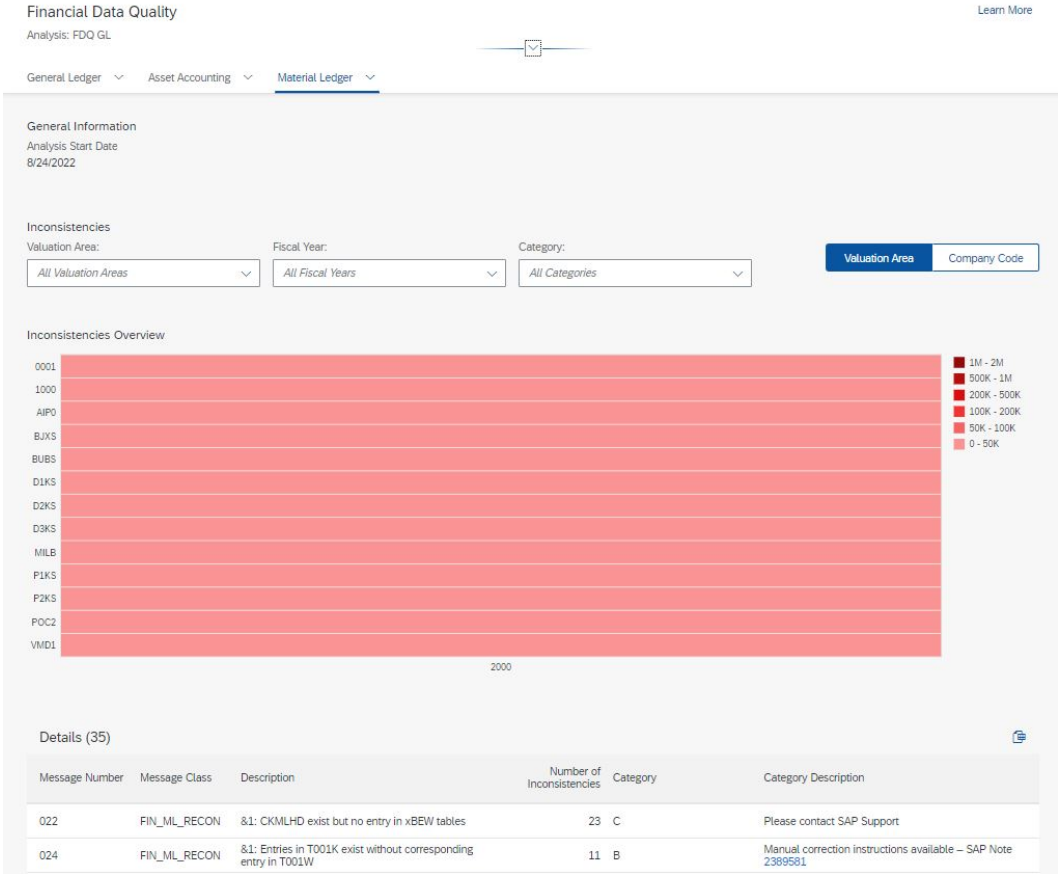 Financial Data Quality
Learn More
Analysis: FDQ GL
General Ledger
Asset Accounting
Material Ledger
General Information
Analysis Start Date
8/24/2022
Inconsistencies
Valuation Area:
Fiscal Year:
Category:
All Valuation Areas
All Fiscal Years
All Categories
Valuation Area
Company Code
Inconsistencies Overview
0001
1000
AIP0
BJXS
BUBS
D1KS
D2KS
D3KS
MILB
P1KS
P2KS
POC2
VMD1
2000
1M - 2M
500K - 1M
200K - 500K
100K - 200K
50K - 100K
0 - 50K
Details (35)
Message Number
Message Class
Description
Number of
Inconsistencies
Category
Category Description
022
FIN_ML_RECON
&1: CKMLHD exist but no entry in xBEW tables
23
C
Please contact SAP Support
024
FIN_ML_RECON
&1: Entries in T001K exist without corresponding
entry in T001W
11
B
Manual correction instructions available – SAP Note
2389581